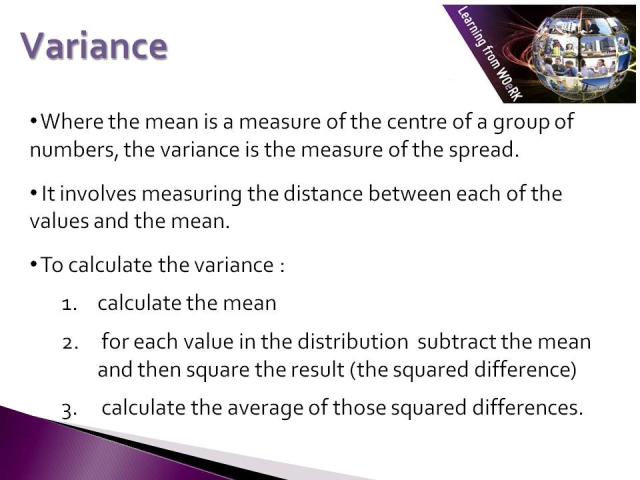 Variance
Learning from WOeRK
•Where the mean is a measure of the centre of a group of
numbers, the variance is the measure of the spread.
• It involves measuring the distance between each of the
values and the mean.
•To calculate the variance :
1. calculate the mean
2. for each value in the distribution subtract the mean
and then square the result (the squared difference)
3. calculate the average of those squared differences.